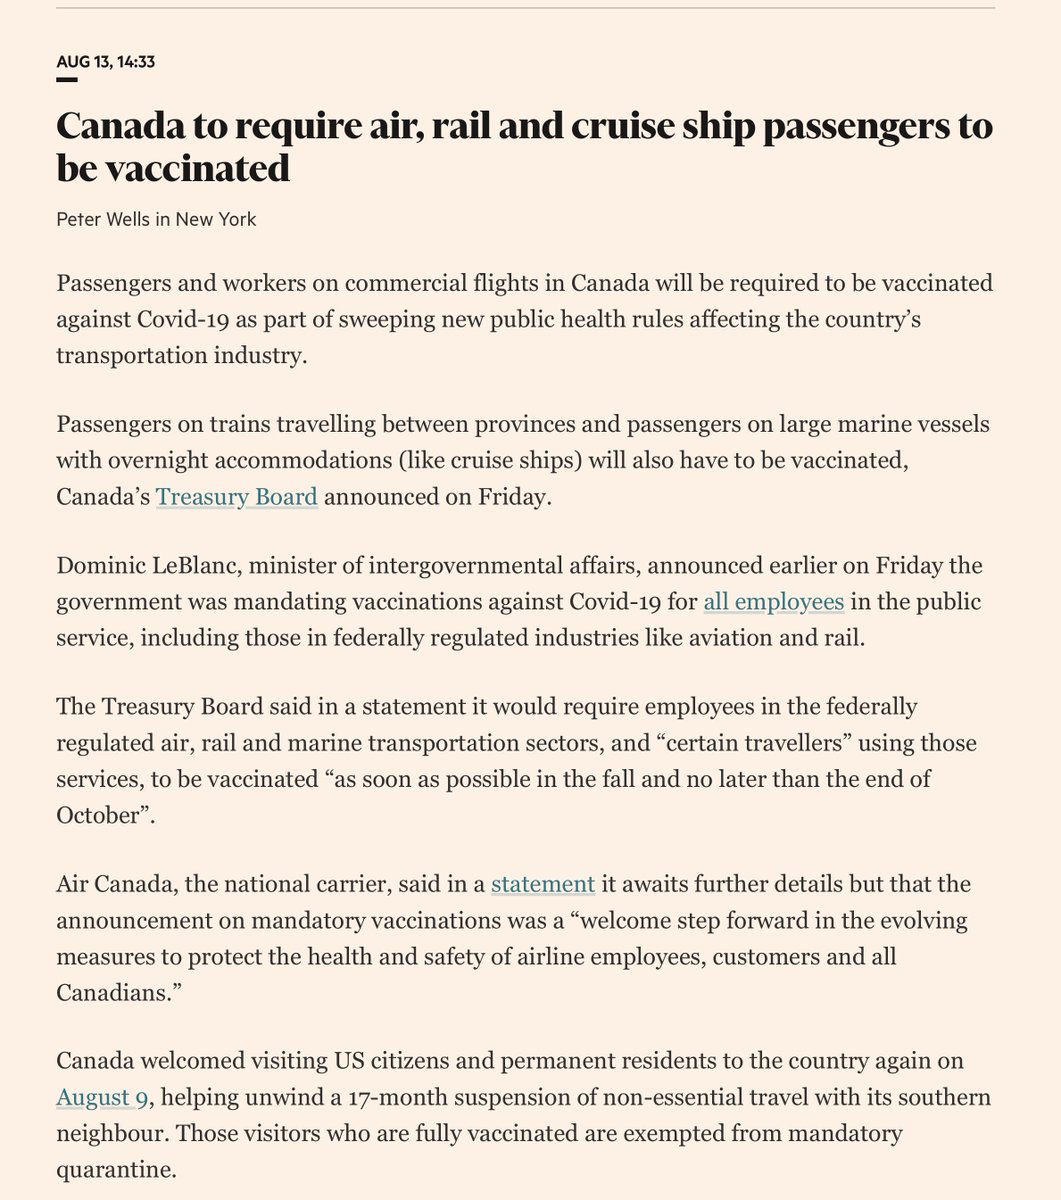 AUG 13, 14:33
Canada to require air, rail and cruise ship passengers to
be vaccinated
Peter Wells in New York
Passengers and workers on commercial flights in Canada will be required to be vaccinated
against Covid-19 as part of sweeping new public health rules affecting the country’s
transportation industry.
Passengers on trains travelling between provinces and passengers on large marine vessels
with overnight accommodations (like cruise ships) will also have to be vaccinated,
Canada’s Treasury Board announced on Friday.
Dominic LeBlanc, minister of intergovernmental affairs, announced earlier on Friday the
government was mandating vaccinations against Covid-19 for all employees in the public
service, including those in federally regulated industries like aviation and rail.
The Treasury Board said in a statement it would require employees in the federally
regulated air, rail and marine transportation sectors, and “certain travellers” using those
services, to be vaccinated “as soon as possible in the fall and no later than the end of
October”.
Air Canada, the national carrier, said in a statement it awaits further details but that the
announcement on mandatory vaccinations was a “welcome step forward in the evolving
measures to protect the health and safety of airline employees, customers and all
Canadians.”
Canada welcomed visiting US citizens and permanent residents to the country again on
August 9, helping unwind a 17-month suspension of non-essential travel with its southern
neighbour. Those visitors who are fully vaccinated are exempted from mandatory
quarantine.